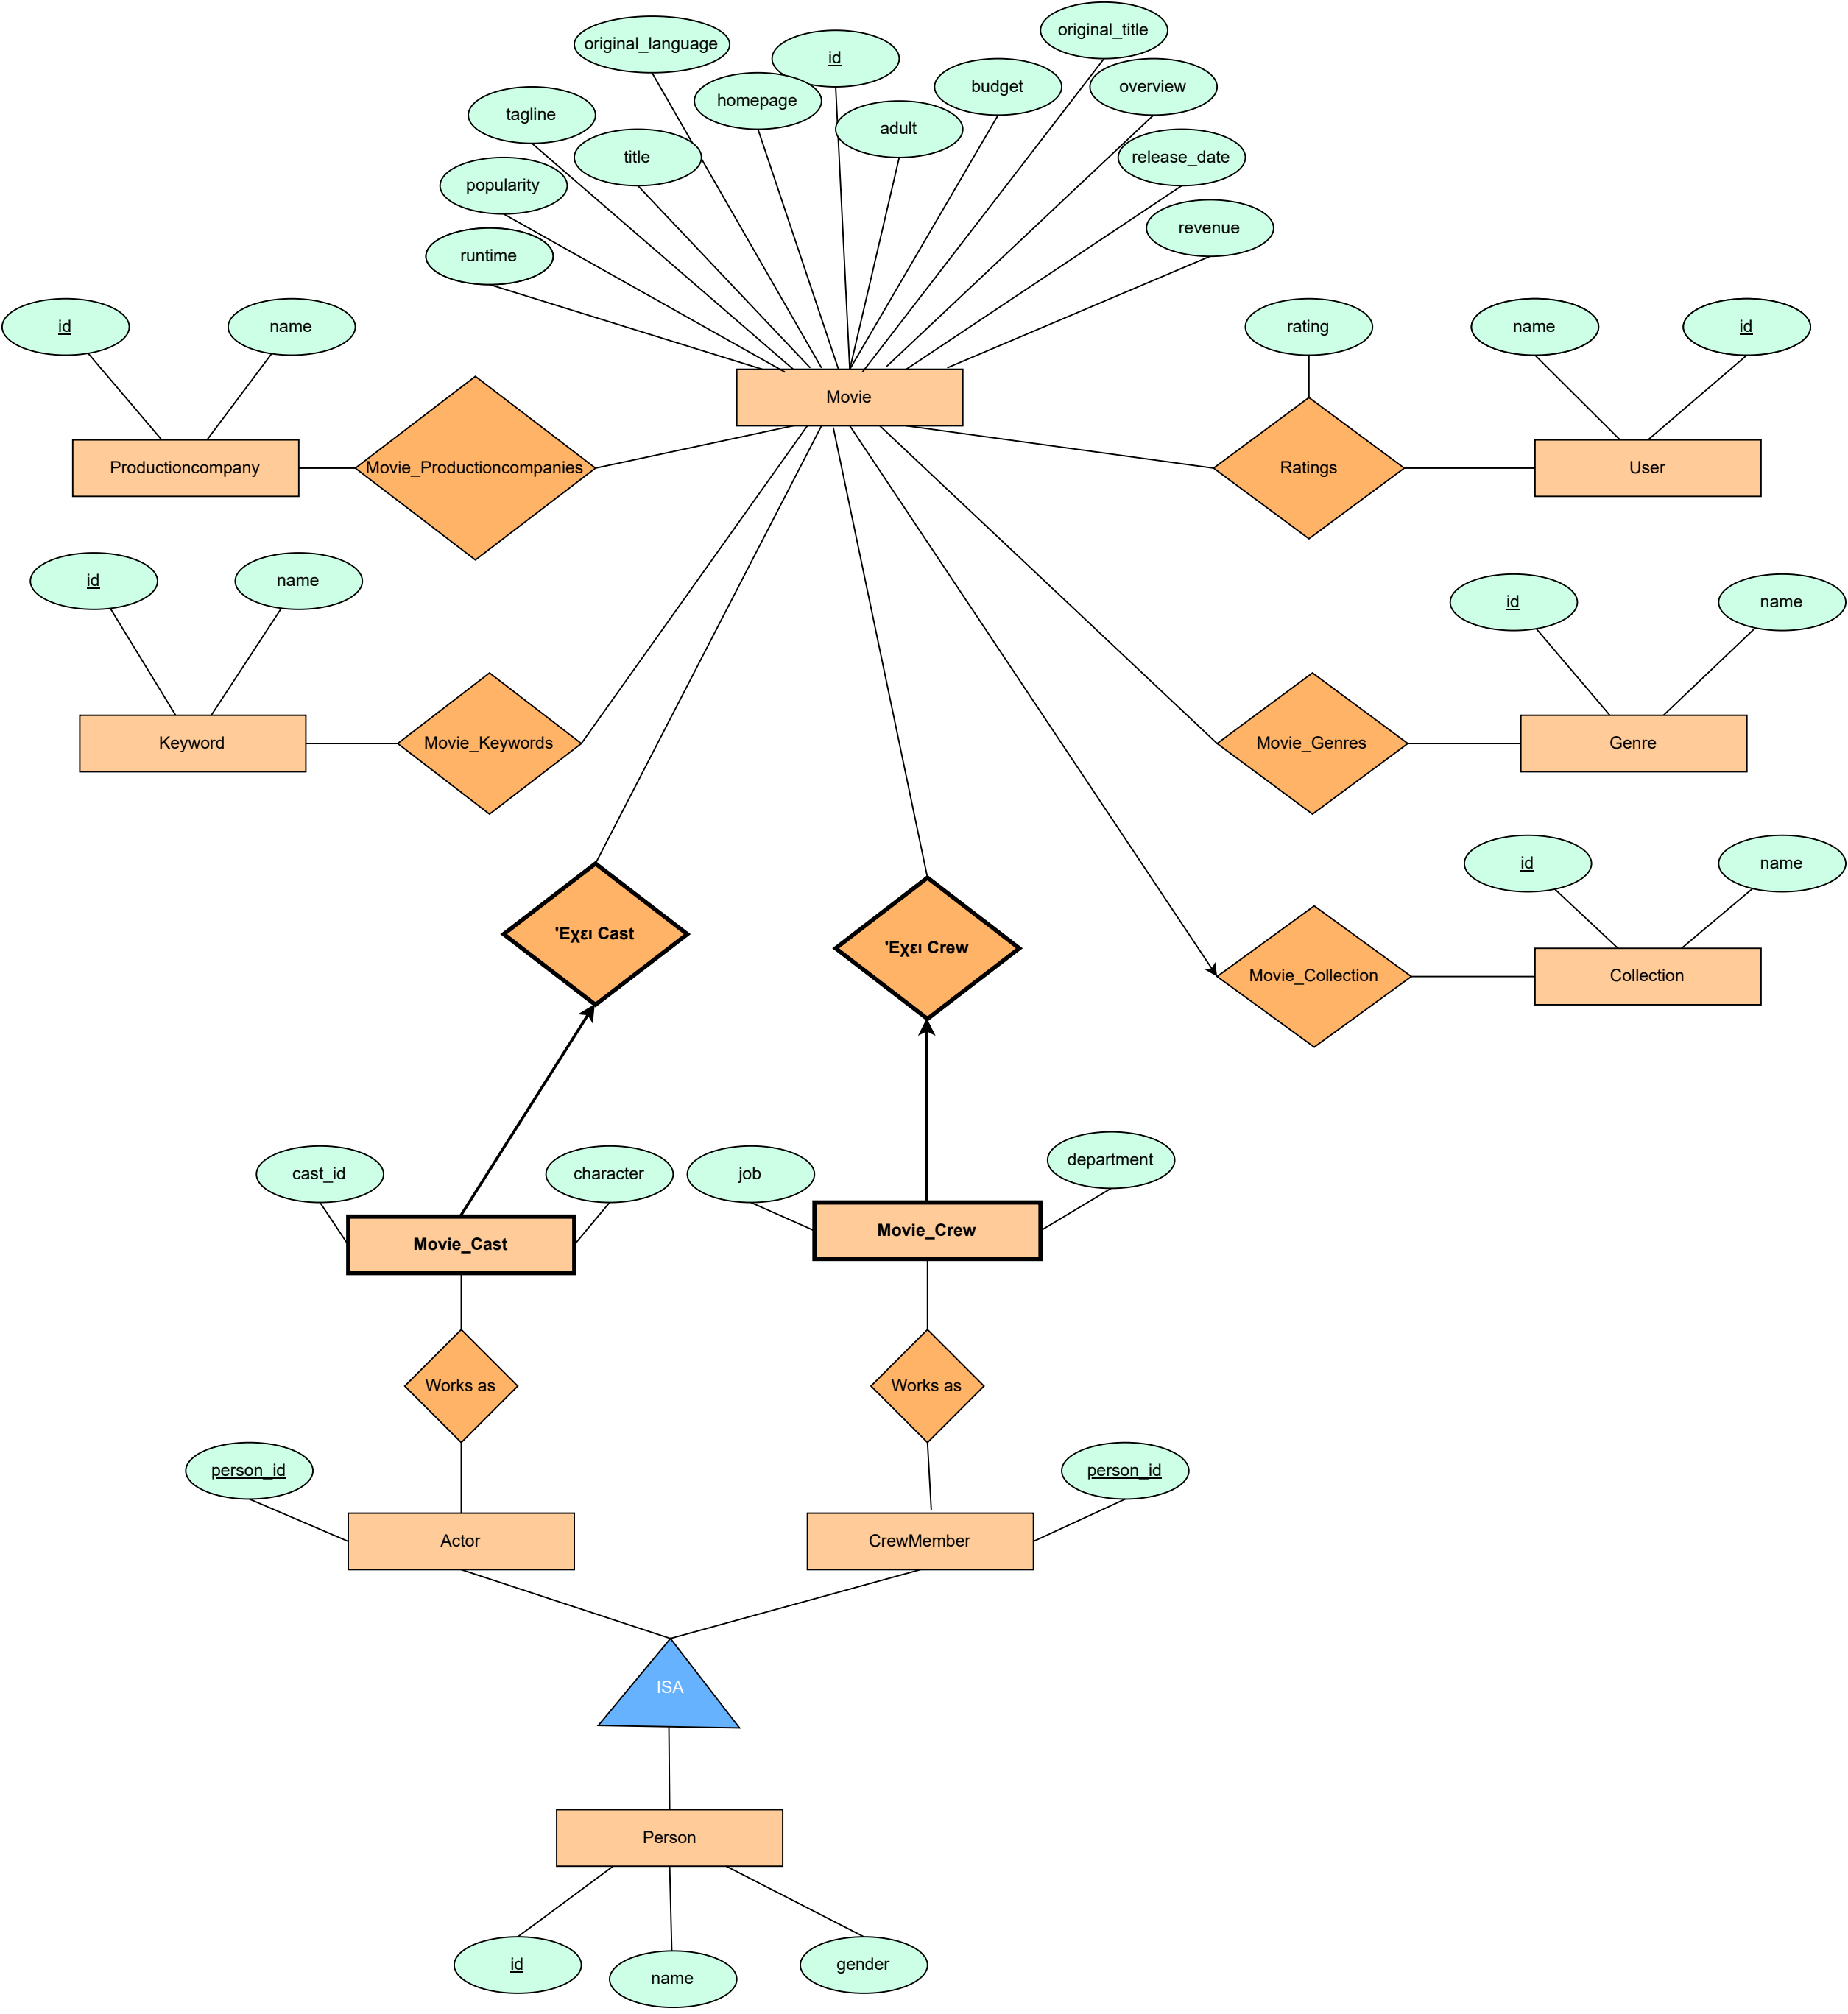 original_title
original_language
id
budget
overview
homepage
tagline
adult
title
release_date
popularity
revenue
runtime
id
name
rating
name
id
Movie
Productioncompany
Movie_Productioncompanies
Ratings
User
id
name
id
name
Keyword
Movie_Keywords
Movie_Genres
Genre
id
name
'Εχει Cast
'Εχει Crew
Movie_Collection
Collection
cast_id
character
job
department
Movie_Cast
Movie_Crew
Works as
Works as
person_id
person_id
Actor
CrewMember
ISA
Person
id
name
gender